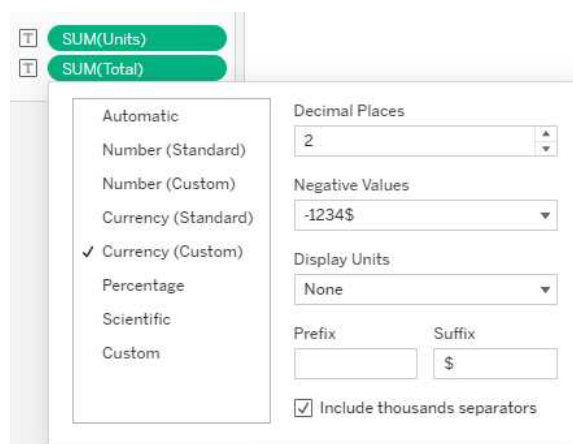 T SUM(Units)
T SUM(Total)
Automatic
Number (Standard)
Number (Custom)
Currency (Standard)
✓ Currency (Custom)
Percentage
Scientific
Custom
Decimal Places
2
Negative Values
-1234$
Display Units
None
Prefix Suffix
$
✓ Include thousands separators